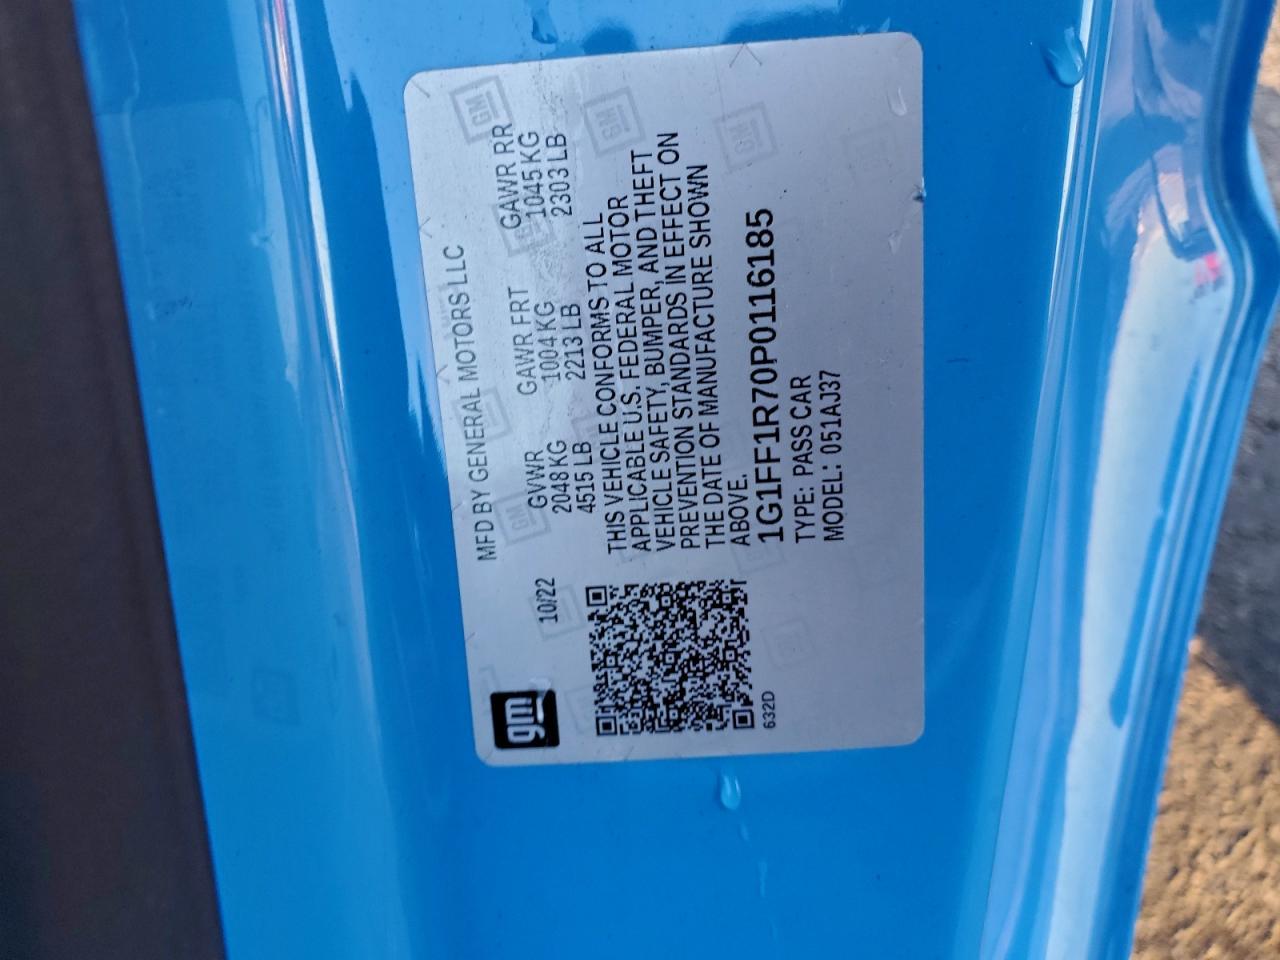 gm
10/22
MFD BY GENERAL MOTORS LLC
GVWR GAWR FRT GAWR RR
2048 KG 1004 KG 1045 KG
4515 LB 2213 LB 2303 LB
THIS VEHICLE CONFORMS TO ALL
APPLICABLE U.S. FEDERAL MOTOR
VEHICLE SAFETY, BUMPER, AND THEFT
PREVENTION STANDARDS IN EFFECT ON
THE DATE OF MANUFACTURE SHOWN
ABOVE.
1G1FF1R70P0116185
TYPE: PASS CAR
MODEL: 051AJ37
632D